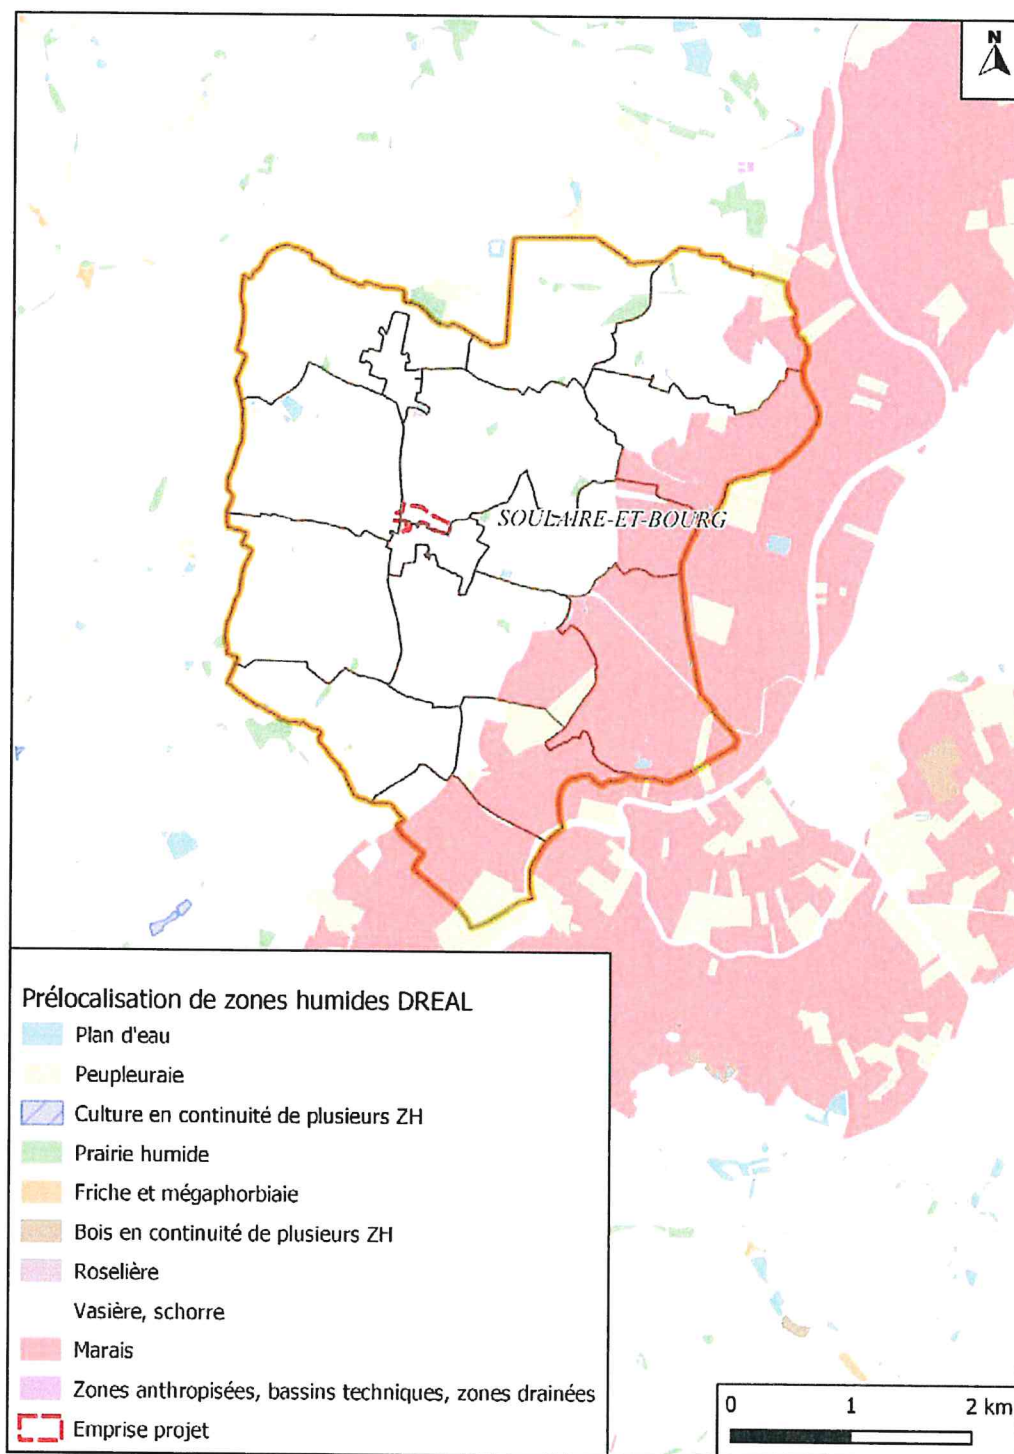 N
SOULAIRE-ET-BOURG
Prélocalisation de zones humides DREAL
Plan d'eau
Peupleuraie
Culture en continuité de plusieurs ZH
Prairie humide
Friche et mégaphorbiaie
Bois en continuité de plusieurs ZH
Roselière
Vasière, schorre
Marais
Zones anthropisées, bassins techniques, zones drainées
Emprise projet
0 1 2 km